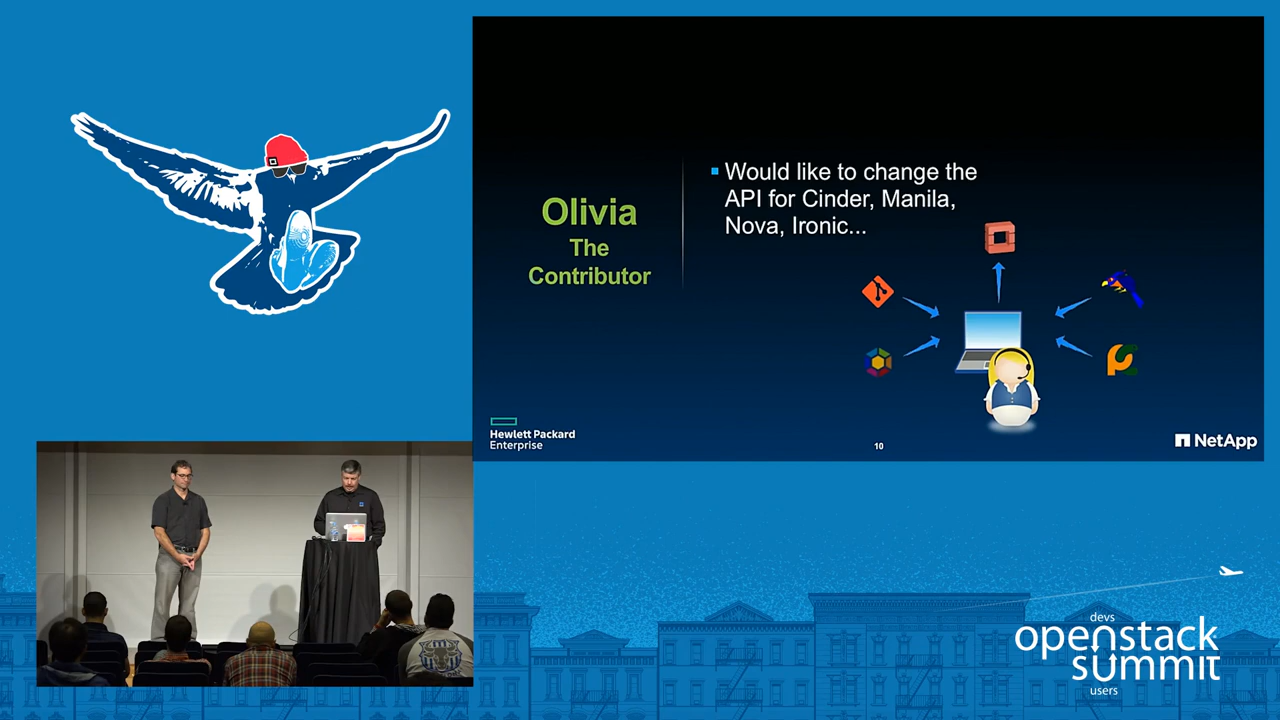 Olivia
The
Contributor
Would like to change the
API for Cinder, Manila,
Nova, Ironic...
Hewlett Packard
Enterprise
10
NetApp
devs
openstack
summit
users